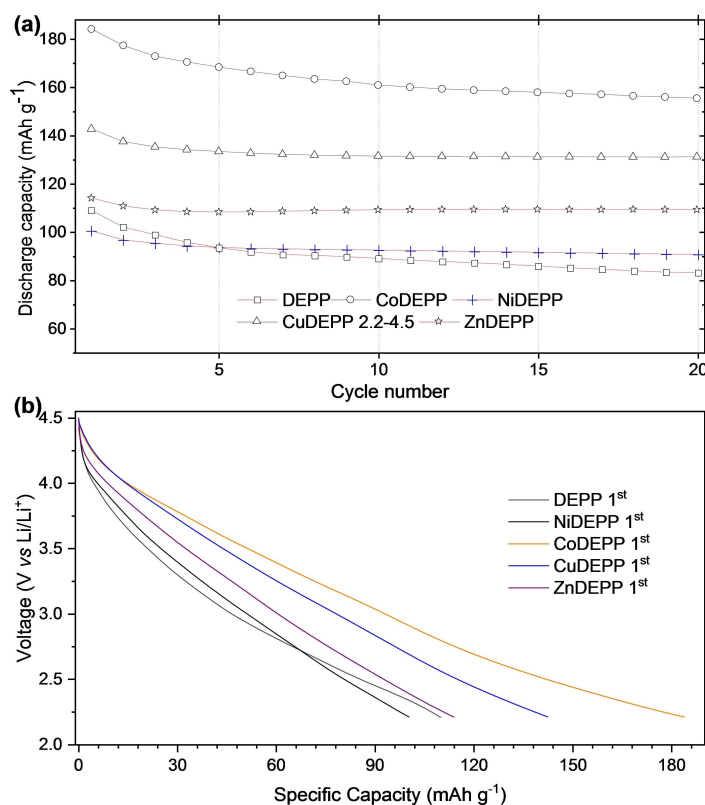 (a)
Discharge capacity (mAh g⁻¹)
180
160
140
120
100
80
60
DEPP CoDEPP NiDEPP
CuDEPP 2.2-4.5 ZnDEPP
5 10 15 20
Cycle number
(b)
Voltage (V vs Li/Li⁺)
4.5
4.0
3.5
3.0
2.5
2.0
DEPP 1ˢᵗ
NiDEPP 1ˢᵗ
CoDEPP 1ˢᵗ
CuDEPP 1ˢᵗ
ZnDEPP 1ˢᵗ
0 30 60 90 120 150 180
Specific Capacity (mAh g⁻¹)